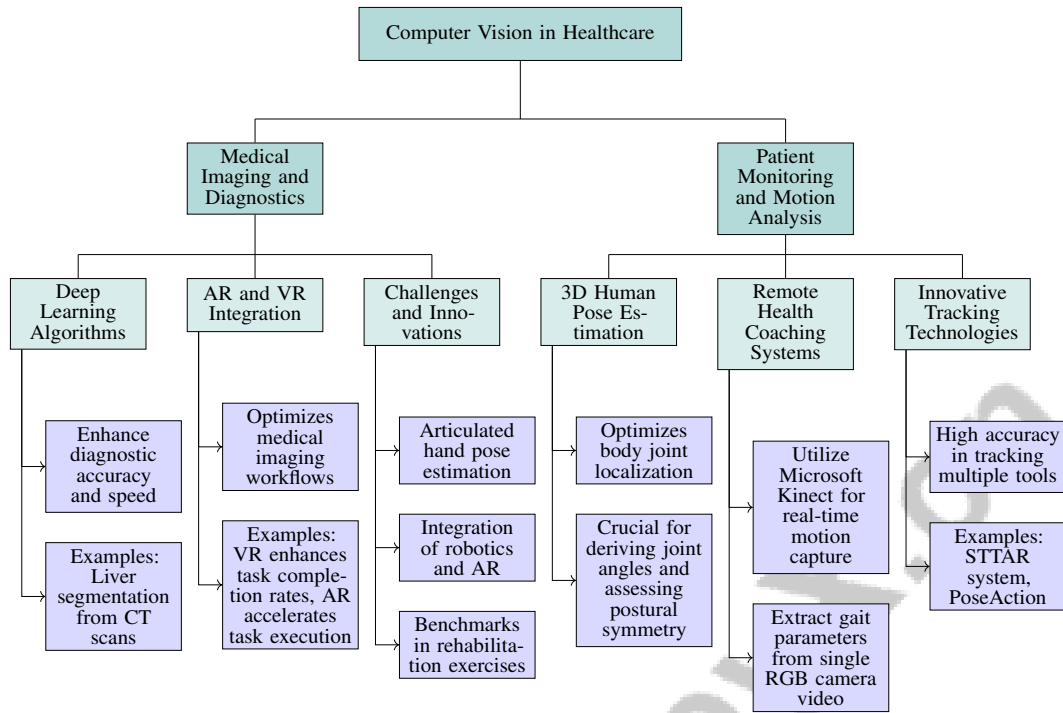 Computer Vision in Healthcare
Medical
Imaging and
Diagnostics
Patient
Monitoring
and Motion
Analysis
Deep
Learning
Algorithms
AR and VR
Integration
Challenges
and Inno-
vations
3D Human
Pose Es-
timation
Remote
Health
Coaching
Systems
Innovative
Tracking
Technologies
Enhance
diagnostic
accuracy
and speed
Examples:
Liver
segmentation
from CT
scans
Optimizes
medical
imaging
workflows
Examples:
VR enhances
task comple-
tion rates, AR
accelerates
task execution
Articulated
hand pose
estimation
Integration
of robotics
and AR
Benchmarks
in rehabilita-
tion exercises
Optimizes
body joint
localization
Crucial for
deriving joint
angles and
assessing
postural
symmetry
Utilize
Microsoft
Kinect for
real-time
motion
capture
Extract gait
parameters
from single
RGB camera
video
High accuracy
in tracking
multiple tools
Examples:
STTAR
system,
PoseAction